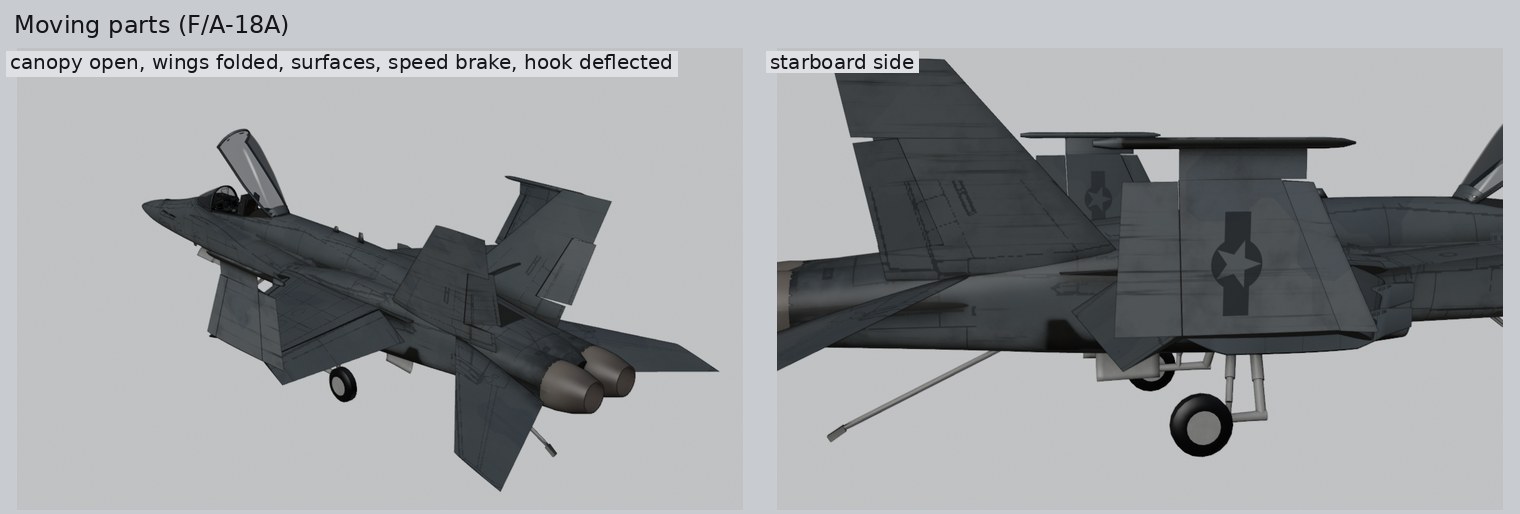 Moving parts (F/A-18A)
canopy open, wings folded, surfaces, speed brake, hook deflected
starboard side